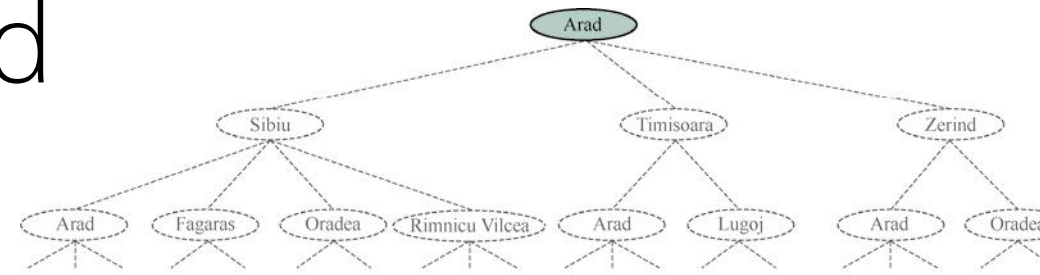 Arad
d
Sibiu Timisoara Zerind
Arad Fagaras Oradea Rimnicu Vilcea Arad Lugoj Arad Oradea